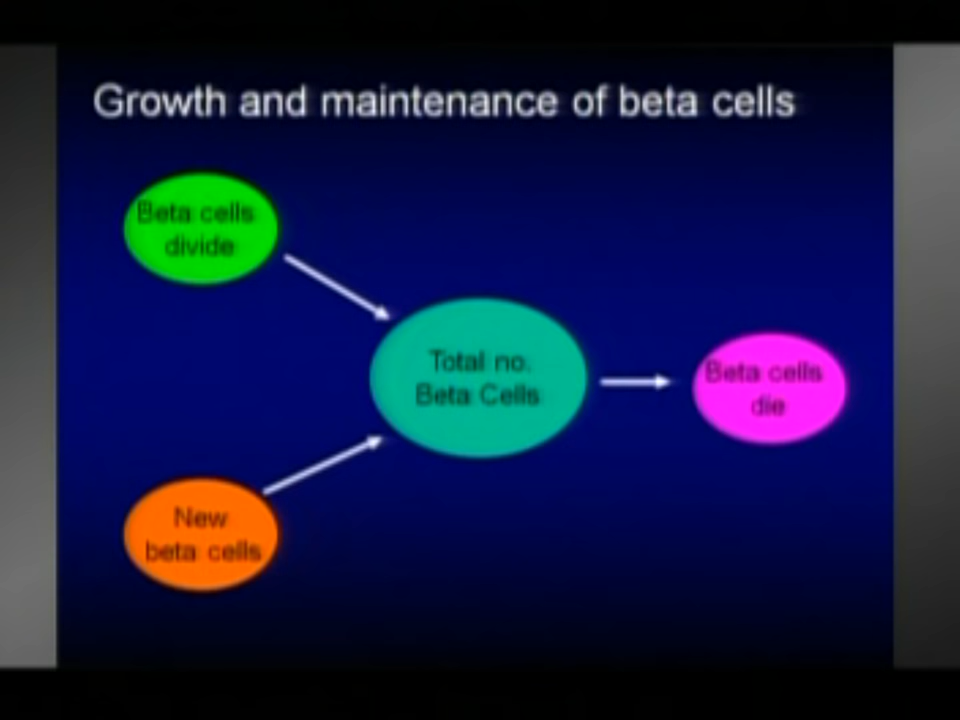 Growth and maintenance of beta cells
Beta cells
divide
Total no.
Beta Cells
Beta cells
die
New
beta cells